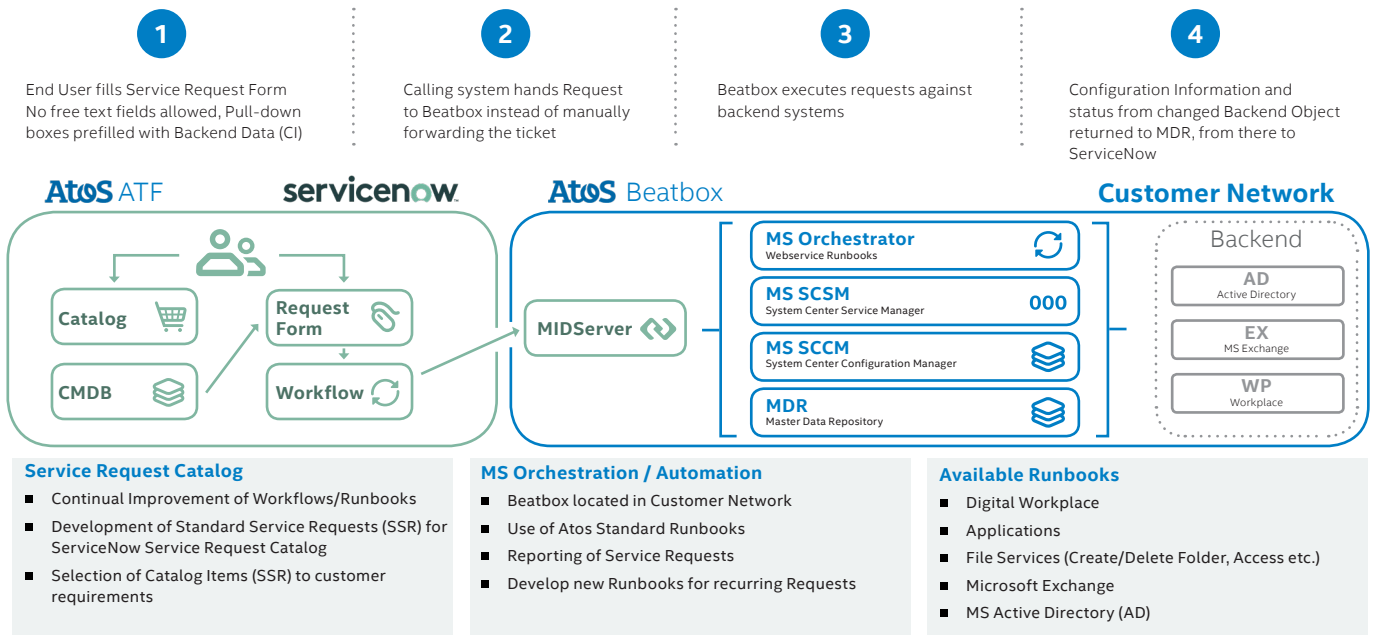 1
End User fills Service Request Form
No free text fields allowed, Pull-down
boxes prefilled with Backend Data (CI)
2
Calling system hands Request
to Beatbox instead of manually
forwarding the ticket
3
Beatbox executes requests against
backend systems
4
Configuration Information and
status from changed Backend Object
returned to MDR, from there to
ServiceNow
Atos ATF
servicenow™
Atos Beatbox
Customer Network
Catalog
CMDB
Request
Form
Workflow
MIDServer
MS Orchestrator
Webservice Runbooks
MS SCSM
System Center Service Manager
000
MS SCCM
System Center Configuration Manager
MDR
Master Data Repository
Backend
AD
Active Directory
EX
MS Exchange
WP
Workplace
Service Request Catalog
■ Continual Improvement of Workflows/Runbooks
■ Development of Standard Service Requests (SSR) for
ServiceNow Service Request Catalog
■ Selection of Catalog Items (SSR) to customer
requirements
MS Orchestration / Automation
■ Beatbox located in Customer Network
■ Use of Atos Standard Runbooks
■ Reporting of Service Requests
■ Develop new Runbooks for recurring Requests
Available Runbooks
■ Digital Workplace
■ Applications
■ File Services (Create/Delete Folder, Access etc.)
■ Microsoft Exchange
■ MS Active Directory (AD)